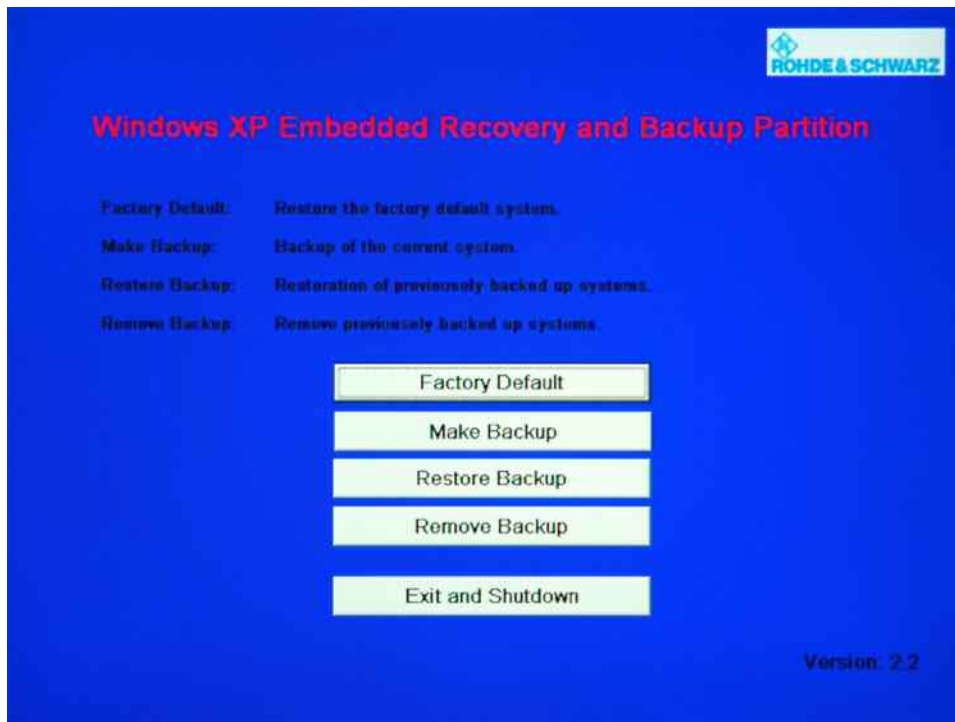 ROHDE & SCHWARZ
Windows XP Embedded Recovery and Backup Partition
Factory Default: Restore the factory default system.
Make Backup: Backup of the current system.
Restore Backup: Restoration of previousely backed up systems.
Remove Backup: Remove previousely backed up systems.
Factory Default
Make Backup
Restore Backup
Remove Backup
Exit and Shutdown
Version: 2.2